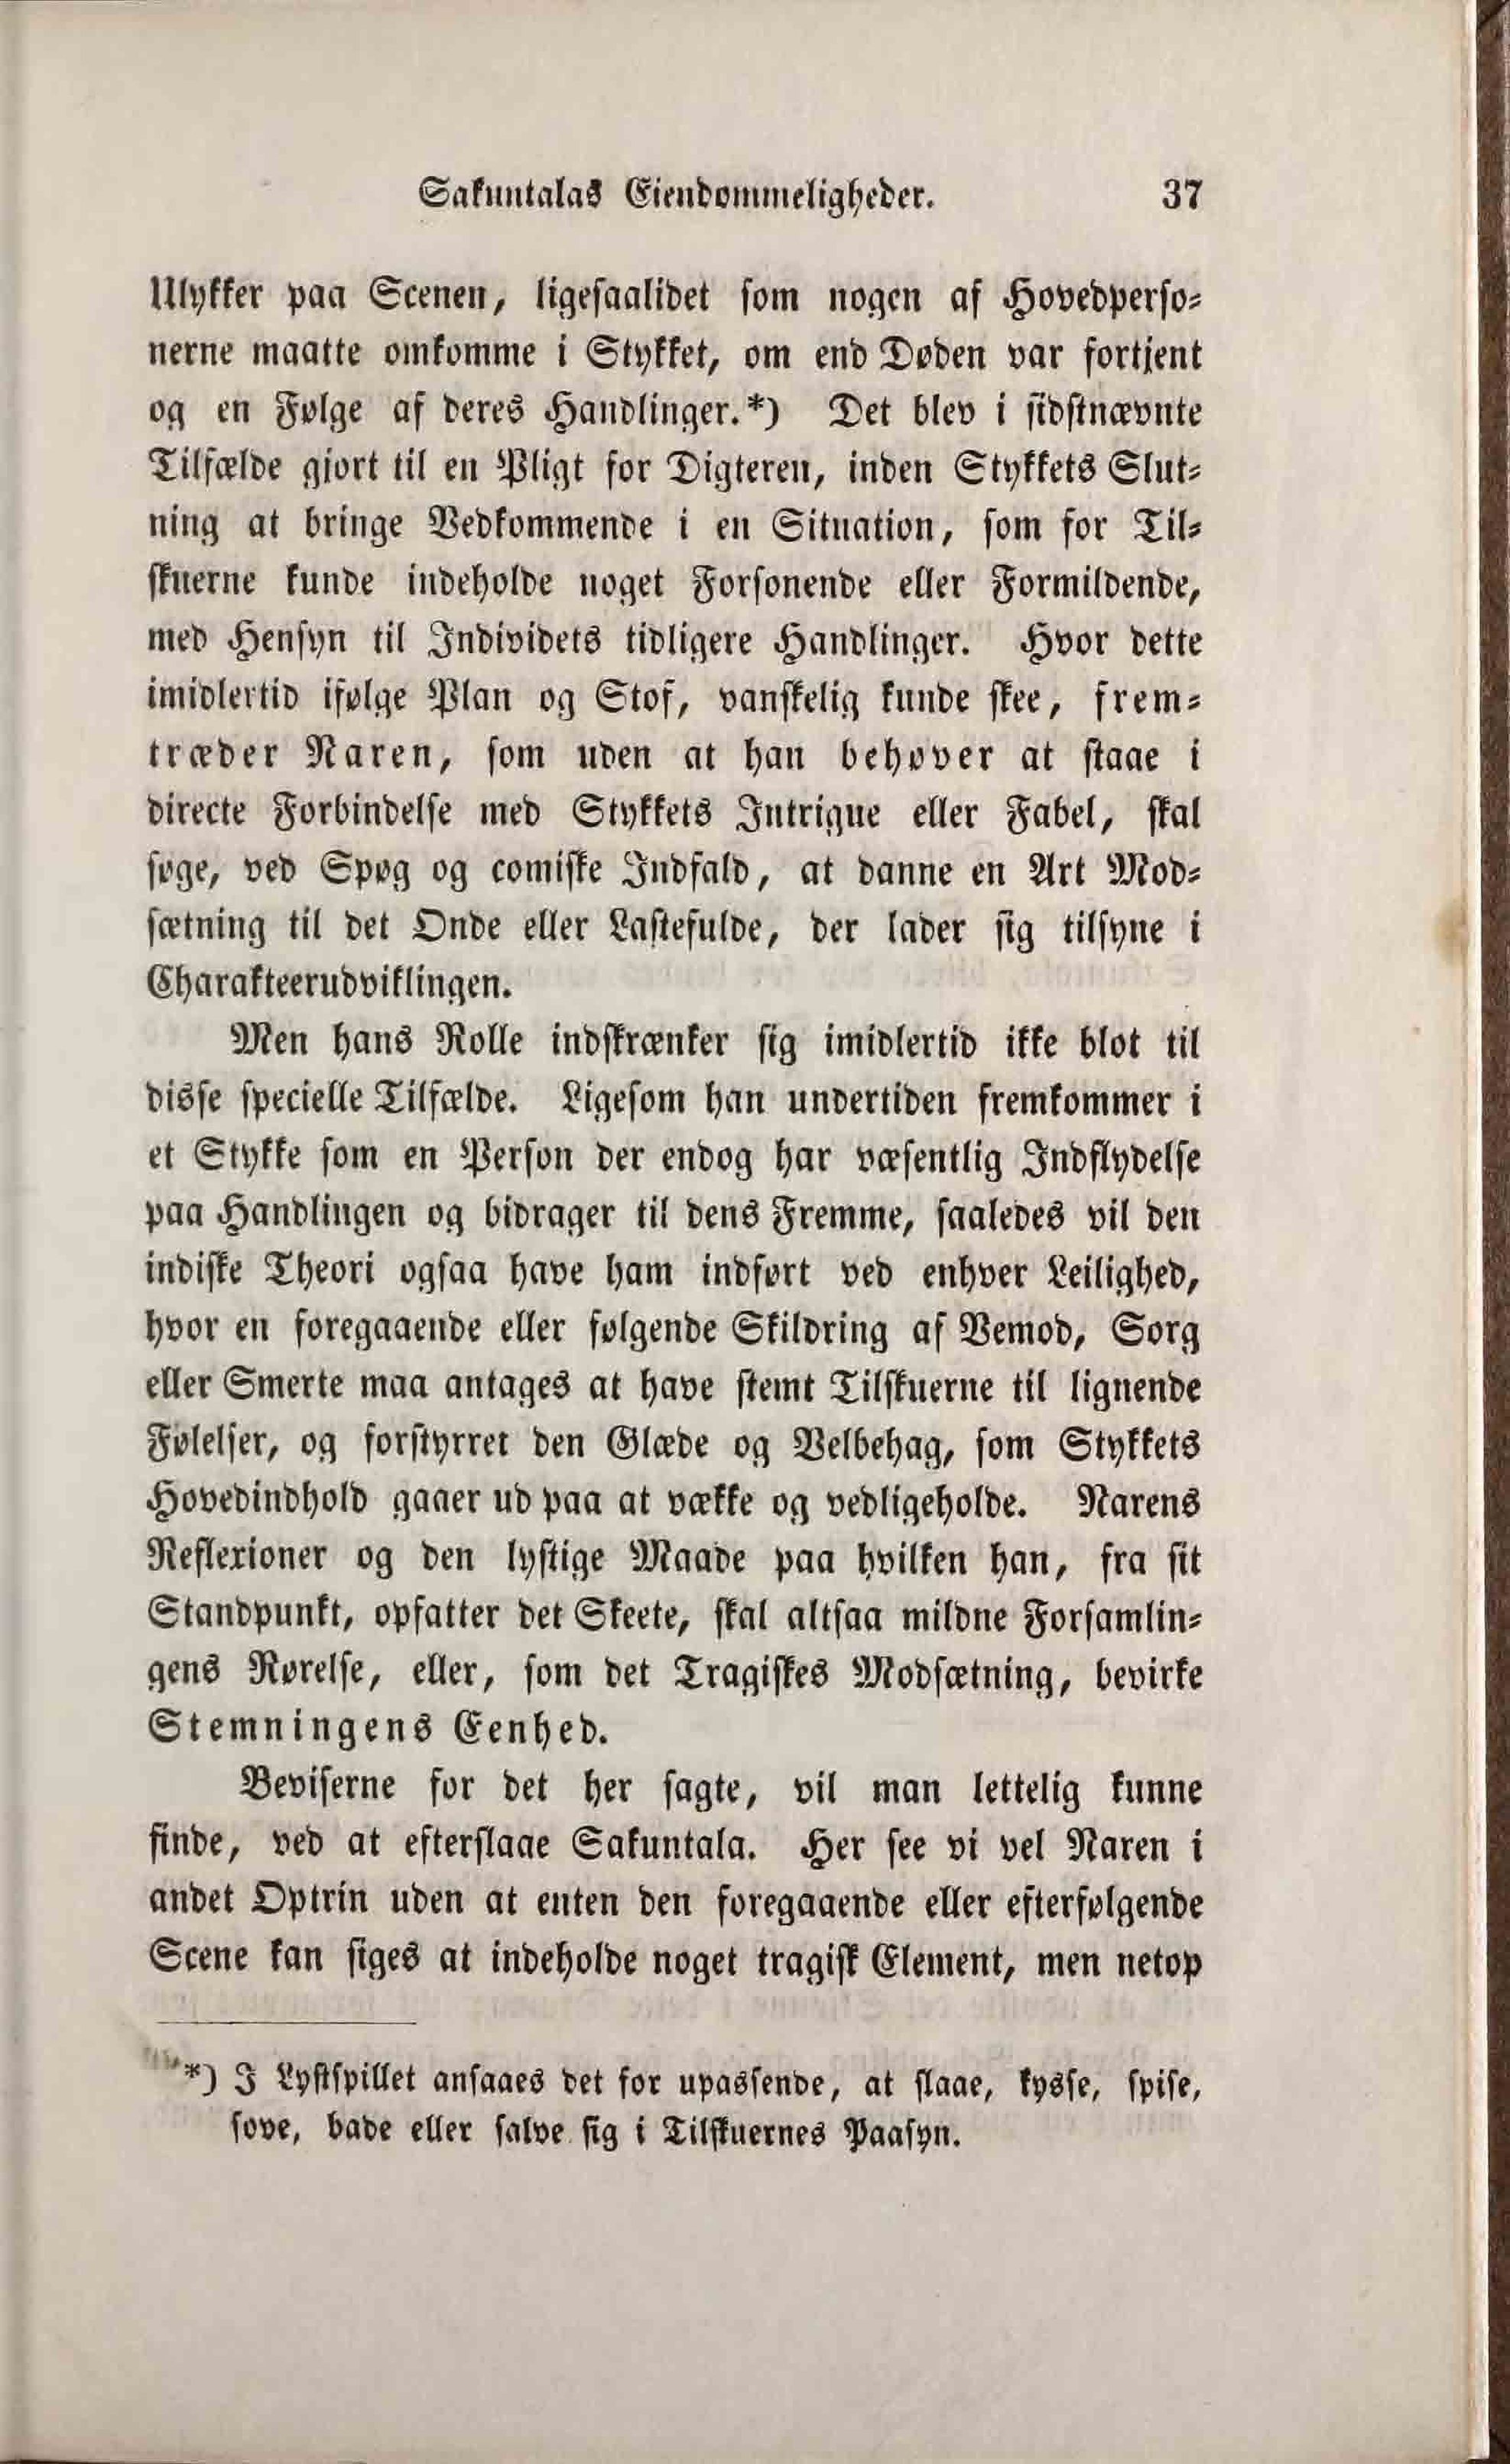 Sakuntalas Eiendommeligheder. 37
Ulykker paa Scenen, ligesaalidet som nogen af Hovedperso-
nerne maatte omkomme i Stykket, om end Døden var fortjent
og en Følge af deres Handlinger.*) Det blev i sidstnævnte
Tilfælde gjort til en Pligt for Digteren, inden Stykkets Slut-
ning at bringe Vedkommende i en Situation, som for Til-
skuerne kunde indeholde noget Forsonende eller Formildende,
med Hensyn til Individets tidligere Handlinger. Hvor dette
imidlertid ifølge Plan og Stof, vanskelig kunde skee, frem-
træder Naren, som uden at han behøver at staae i
directe Forbindelse med Stykkets Intrigue eller Fabel, skal
søge, ved Spøg og comiske Indfald, at danne en Art Mod-
sætning til det Onde eller Lastefulde, der lader sig tilsyne i
Charakteerudviklingen.
Men hans Rolle indskrænker sig imidlertid ikke blot til
disse specielle Tilfælde. Ligesom han undertiden fremkommer i
et Stykke som en Person der endog har væsentlig Indflydelse
paa Handlingen og bidrager til dens Fremme, saaledes vil den
indiske Theori ogsaa have ham indført ved enhver Leilighed,
hvor en foregaaende eller følgende Skildring af Vemod, Sorg
eller Smerte maa antages at have stemt Tilskuerne til lignende
Følelser, og forstyrret den Glæde og Velbehag, som Stykkets
Hovedindhold gaaer ud paa at vække og vedligeholde. Narens
Reflexioner og den lystige Maade paa hvilken han, fra sit
Standpunkt, opfatter det Skeete, skal altsaa mildne Forsamlin-
gens Rørelse, eller, som det Tragiskes Modsætning, bevirke
Stemningens Eenhed.
Beviserne for det her sagte, vil man lettelig kunne
finde, ved at efterslaae Sakuntala. Her see vi vel Naren i
andet Optrin uden at enten den foregaaende eller efterfølgende
Scene kan siges at indeholde noget tragisk Element, men netop
*) I Lystspillet ansaaes det for upassende, at slaae, kysse, spise,
sove, bade eller salve sig i Tilskuernes Paasyn.